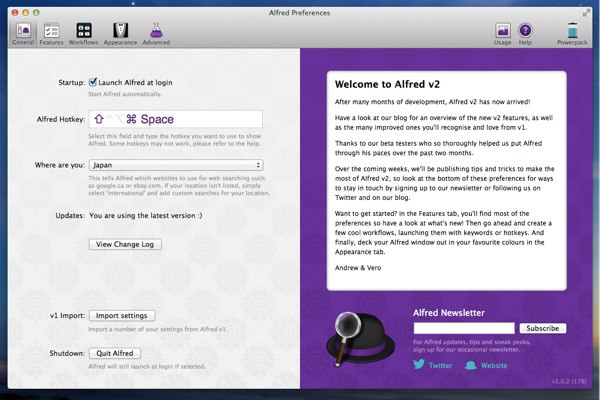 Alfred Preferences
General Features Workflows Appearance Advanced Usage Help Powerpack
Startup: Launch Alfred at login
Start Alfred automatically.
Alfred Hotkey: ⇧⌃⌥⌘ Space
Select this field and type the hotkey you want to use to
show Alfred. Some hotkeys may not work, please refer to the help.
Where are you: Japan
This tells Alfred which websites to use for web searching such
as google.ca or ebay.com. If your location isn't listed, simply
select 'international' and add custom searches for your location.
Updates: You are using the latest version :)
View Change Log
v1 Import: Import settings
Import a number of your settings from Alfred v1.
Shutdown: Quit Alfred
Alfred will still launch at login if selected.
Welcome to Alfred v2
After many months of development, Alfred v2 has now arrived!
Have a look at our blog for an overview of the new v2 features, as well
as the many improved ones you'll recognise and love from v1.
Thanks to our beta testers who so thoroughly helped us put Alfred
through his paces over the past two months.
Over the coming weeks, we'll be publishing tips and tricks to make the
most of Alfred v2, so look at the bottom of these preferences for ways
to stay in touch by signing up to our newsletter or following us on
Twitter and on our blog.
Want to get started? In the Features tab, you'll find most of the
preferences so have a look at what's new! Then go ahead and create a
few cool workflows, launching them with keywords or hotkeys. And
finally, deck your Alfred window out in your favourite colours in the
Appearance tab.
Andrew & Vero
Alfred Newsletter
Subscribe
For Alfred updates, tips and sneak peeks,
sign up for our occasional newsletter.
Twitter Website
v2.0.2 (178)